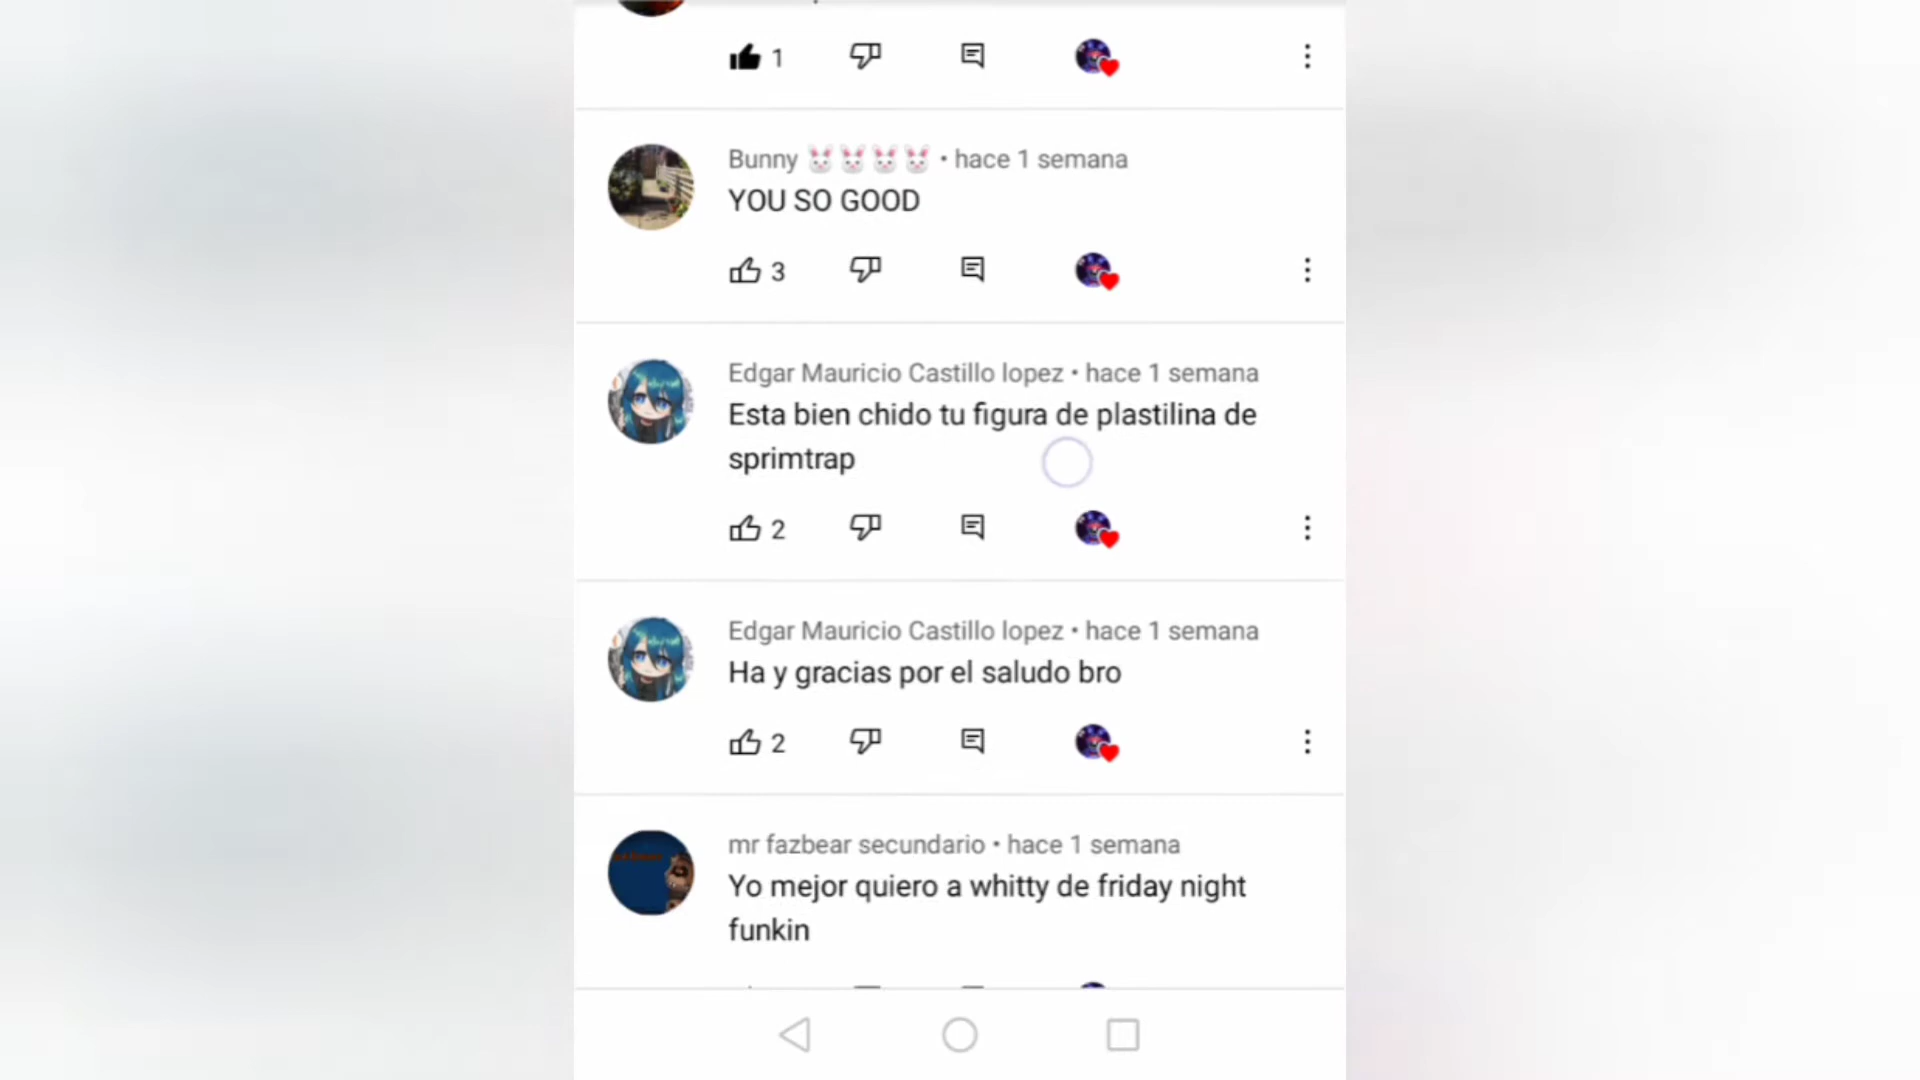 1
Bunny 🐰🐰🐰🐰 • hace 1 semana
YOU SO GOOD
3
Edgar Mauricio Castillo lopez • hace 1 semana
Esta bien chido tu figura de plastilina de
sprimtrap
2
Edgar Mauricio Castillo lopez • hace 1 semana
Ha y gracias por el saludo bro
2
mr fazbear secundario • hace 1 semana
Yo mejor quiero a whitty de friday night
funkin